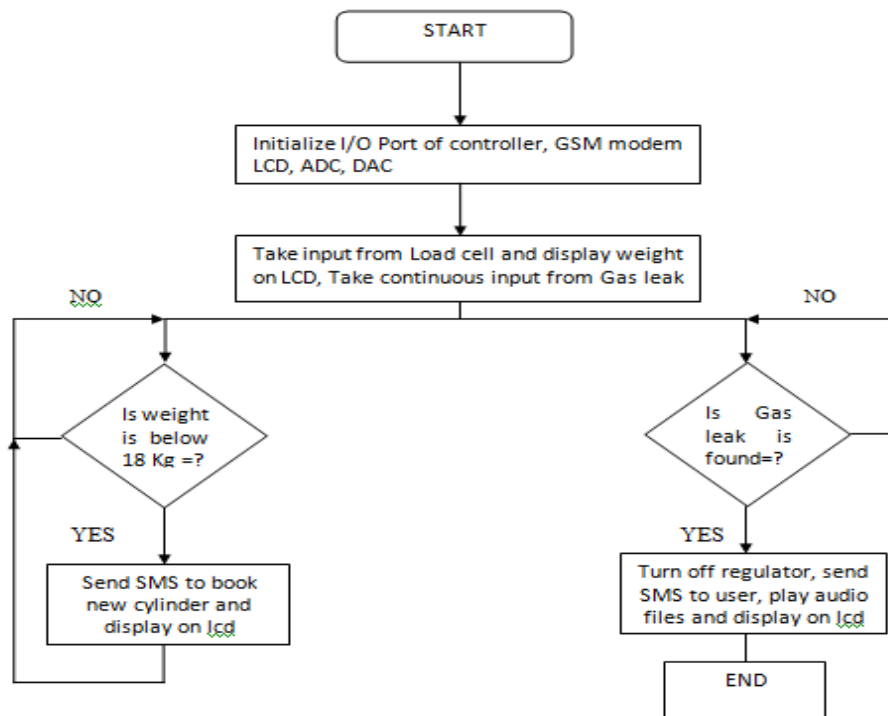 START
Initialize I/O Port of controller, GSM modem
LCD, ADC, DAC
Take input from Load cell and display weight
on LCD, Take continuous input from Gas leak
NO
NO
Is weight
is below
18 Kg =?
Is Gas
leak is
found=?
YES
YES
Send SMS to book
new cylinder and
display on lcd
Turn off regulator, send
SMS to user, play audio
files and display on lcd
END